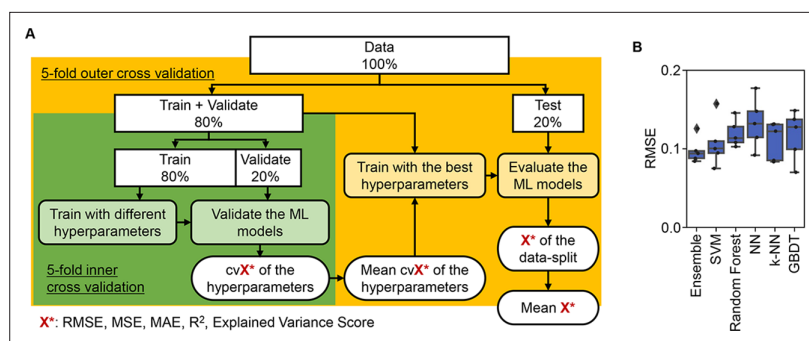 A
Data
100%
5-fold outer cross validation
Train + Validate
80%
Test
20%
Train
80%
Validate
20%
Train with the best
hyperparameters
Evaluate the
ML models
Train with different
hyperparameters
Validate the ML
models
X* of the
data-split
5-fold inner
cross validation
cvX* of the
hyperparameters
Mean cvX* of the
hyperparameters
Mean X*
X*: RMSE, MSE, MAE, R², Explained Variance Score
B
RMSE
0.2
0.1
0.0
Ensemble
SVM
Random Forest
NN
k-NN
GBDT